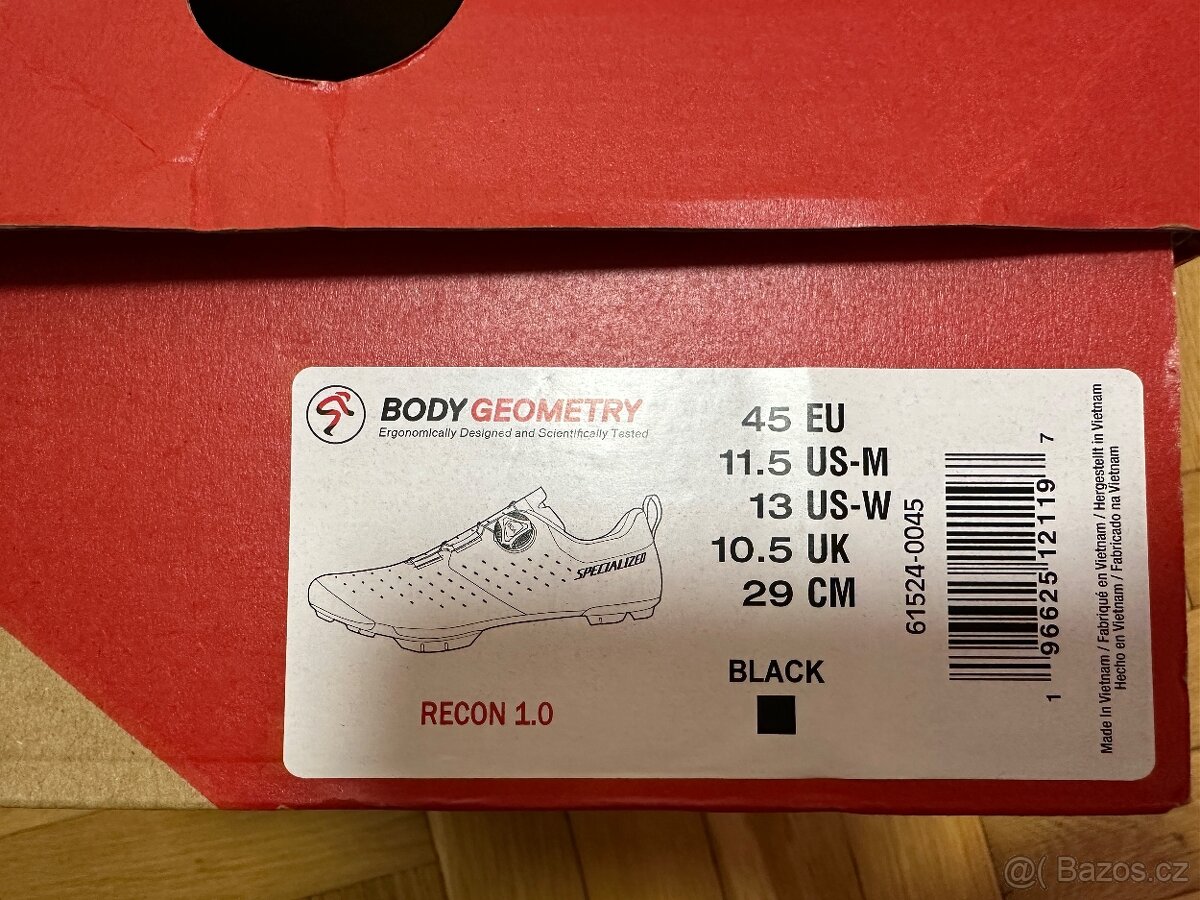 BODY GEOMETRY
Ergonomically Designed and Scientifically Tested
SPECIALIZED
RECON 1.0
45 EU
11.5 US-M
13 US-W
10.5 UK
29 CM
BLACK
61524-0045
1 96625 12119 7
Made In Vietnam / Fabriqué en Vietnam / Hergestellt in Vietnam
Hecho en Vietnam / Fabricado na Vietnam
@( Bazos.cz